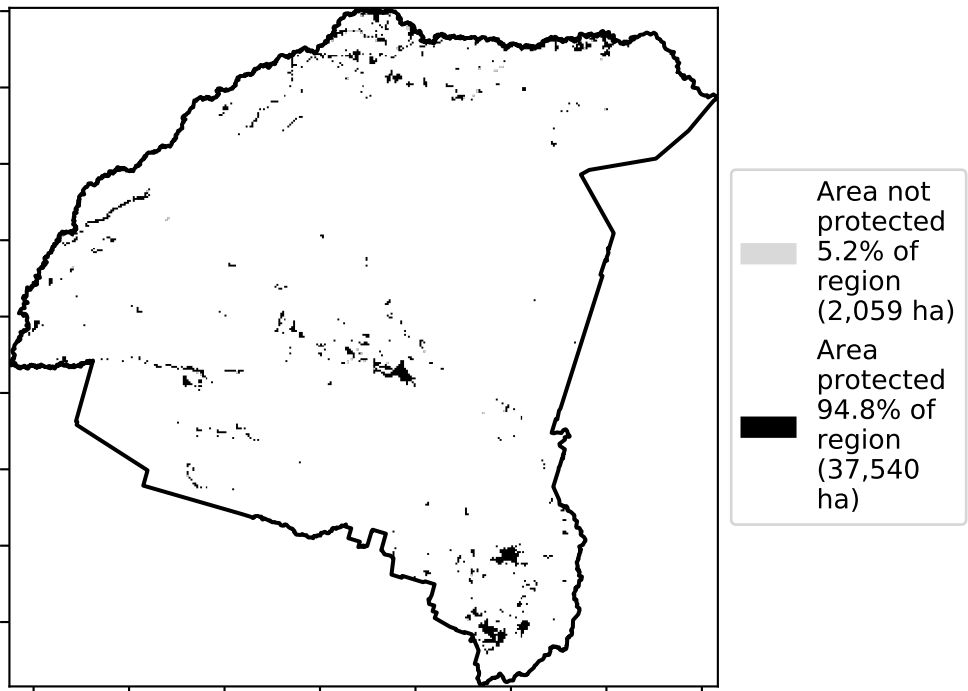 Area not
protected
5.2% of
region
(2,059 ha)
Area
protected
94.8% of
region
(37,540
ha)